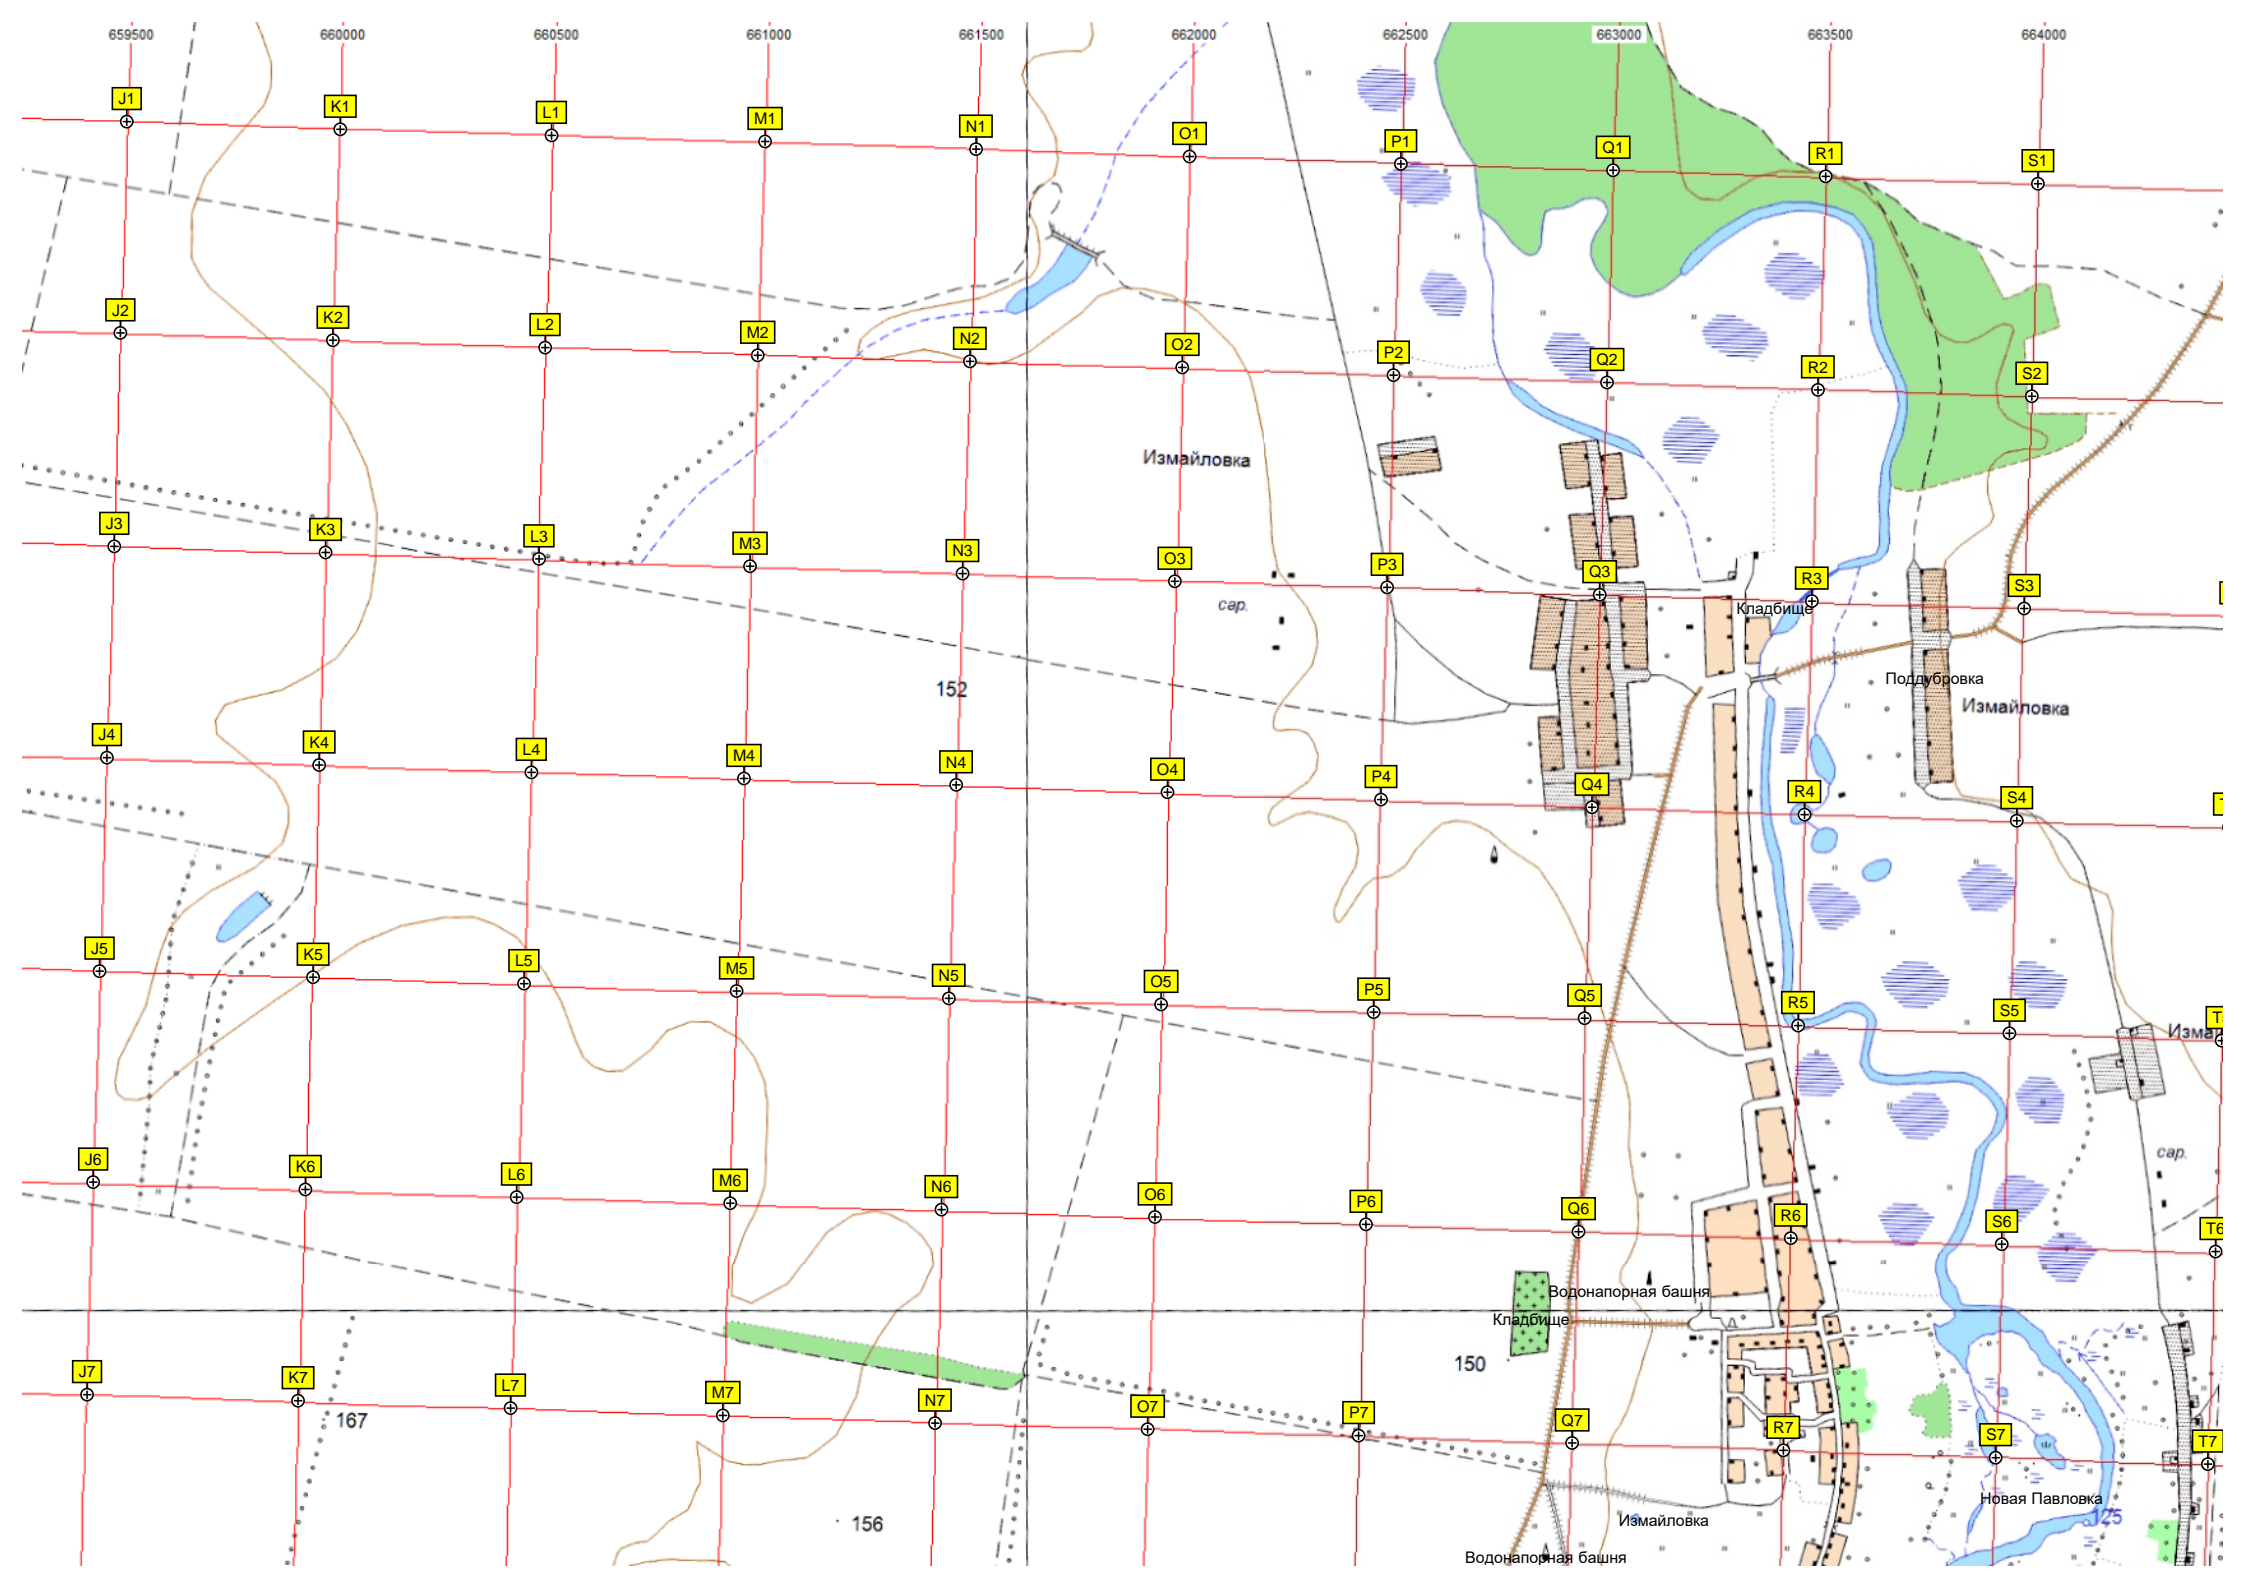 659500 660000 660500 661000 661500 662000 662500 663000 663500 664000
J1 K1 L1 M1 N1 O1 P1 Q1 R1 S1
J2 K2 L2 M2 N2 O2 P2 Q2 R2 S2
Измайловка
J3 K3 L3 M3 N3 O3 P3 Q3 R3 S3
сар.
Кладбище
Поддубровка
152
Измайловка
J4 K4 L4 M4 N4 O4 P4 Q4 R4 S4
J5 K5 L5 M5 N5 O5 P5 Q5 R5 S5
Изма
сар.
J6 K6 L6 M6 N6 O6 P6 Q6 R6 S6 T6
Водонапорная башня
Кладбище
150
J7 K7 L7 M7 N7 O7 P7 Q7 R7 S7 T7
167
Новая Павловка
125
156
Измайловка
Водонапорная башня